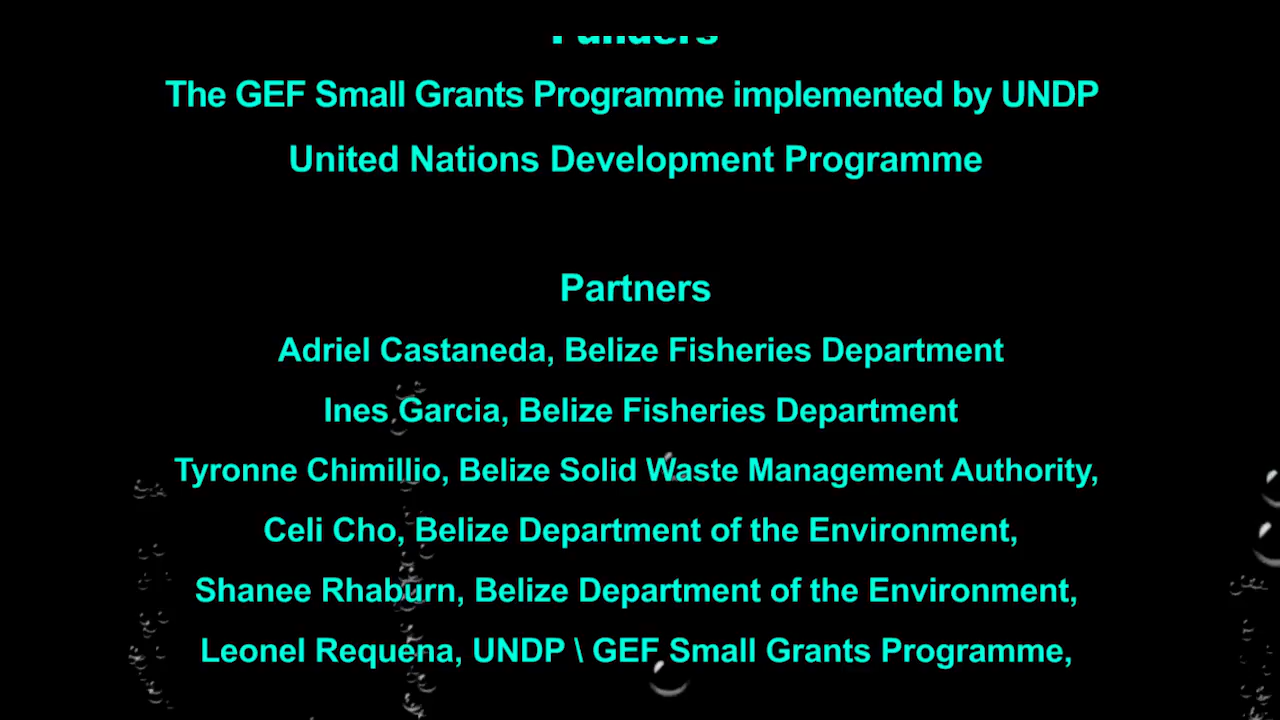 Funders
The GEF Small Grants Programme implemented by UNDP
United Nations Development Programme
Partners
Adriel Castaneda, Belize Fisheries Department
Ines Garcia, Belize Fisheries Department
Tyronne Chimillio, Belize Solid Waste Management Authority,
Celi Cho, Belize Department of the Environment,
Shanee Rhaburn, Belize Department of the Environment,
Leonel Requena, UNDP \ GEF Small Grants Programme,